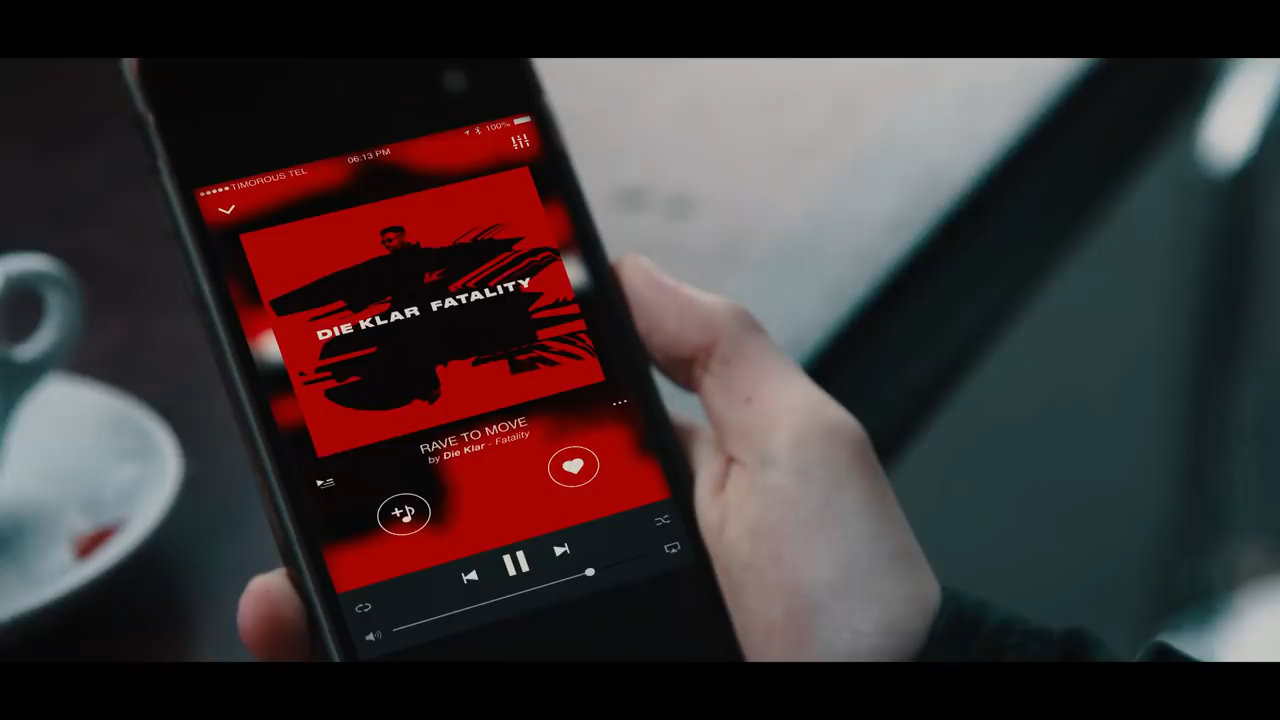 TIMOROUS TEL
06:13 PM
100%
DIE KLAR FATALITY
RAVE TO MOVE
by Die Klar - Fatality